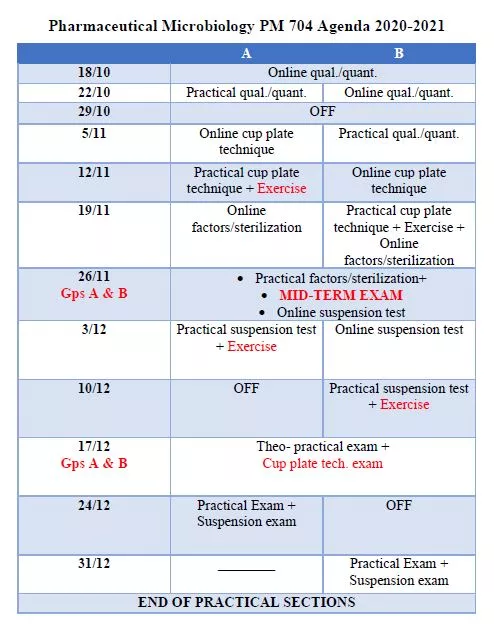 Pharmaceutical Microbiology PM 704 Agenda 2020-2021
A B
18/10 Online qual./quant.
22/10 Practical qual./quant. Online qual./quant.
29/10 OFF
5/11 Online cup plate Practical qual./quant.
technique
12/11 Practical cup plate Online cup plate
technique + Exercise technique
19/11 Online Practical cup plate
factors/sterilization technique + Exercise +
Online
factors/sterilization
26/11 • Practical factors/sterilization+
Gps A & B • MID-TERM EXAM
• Online suspension test
3/12 Practical suspension test Online suspension test
+ Exercise
10/12 OFF Practical suspension test
+ Exercise
17/12 Theo- practical exam +
Gps A & B Cup plate tech. exam
24/12 Practical Exam + OFF
Suspension exam
31/12 ________ Practical Exam +
Suspension exam
END OF PRACTICAL SECTIONS